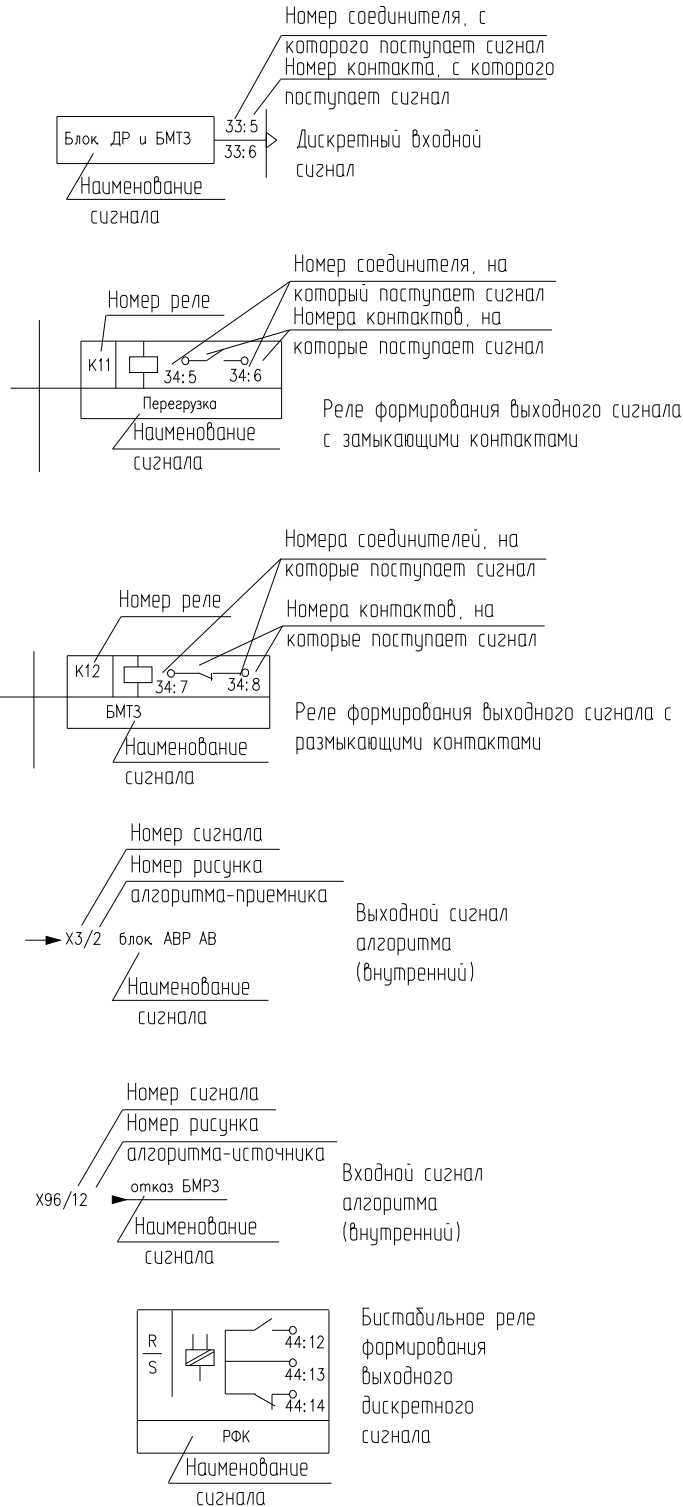 Номер соединителя, с
которого поступает сигнал
Номер контакта, с которого
поступает сигнал
33:5
Блок. ДР и БМТЗ
33:6
Дискретный входной
сигнал
Наименование
сигнала
Номер соединителя, на
который поступает сигнал
Номер реле
Номера контактов, на
которые поступает сигнал
К11
34:5
34:6
Перегрузка
Реле формирования выходного сигнала
с замыкающими контактами
Наименование
сигнала
Номера соединителей, на
которые поступает сигнал
Номер реле
Номера контактов, на
которые поступает сигнал
К12
34:7
34:8
БМТЗ
Реле формирования выходного сигнала с
размыкающими контактами
Наименование
сигнала
Номер сигнала
Номер рисунка
алгоритма-приемника
Х3/2 блок. АВР АВ
Выходной сигнал
алгоритма
(внутренний)
Наименование
сигнала
Номер сигнала
Номер рисунка
алгоритма-источника
Х96/12
отказ БМРЗ
Входной сигнал
алгоритма
(внутренний)
Наименование
сигнала
R
S
44:12
44:13
44:14
РФК
Бистабильное реле
формирования
выходного
дискретного
сигнала
Наименование
сигнала